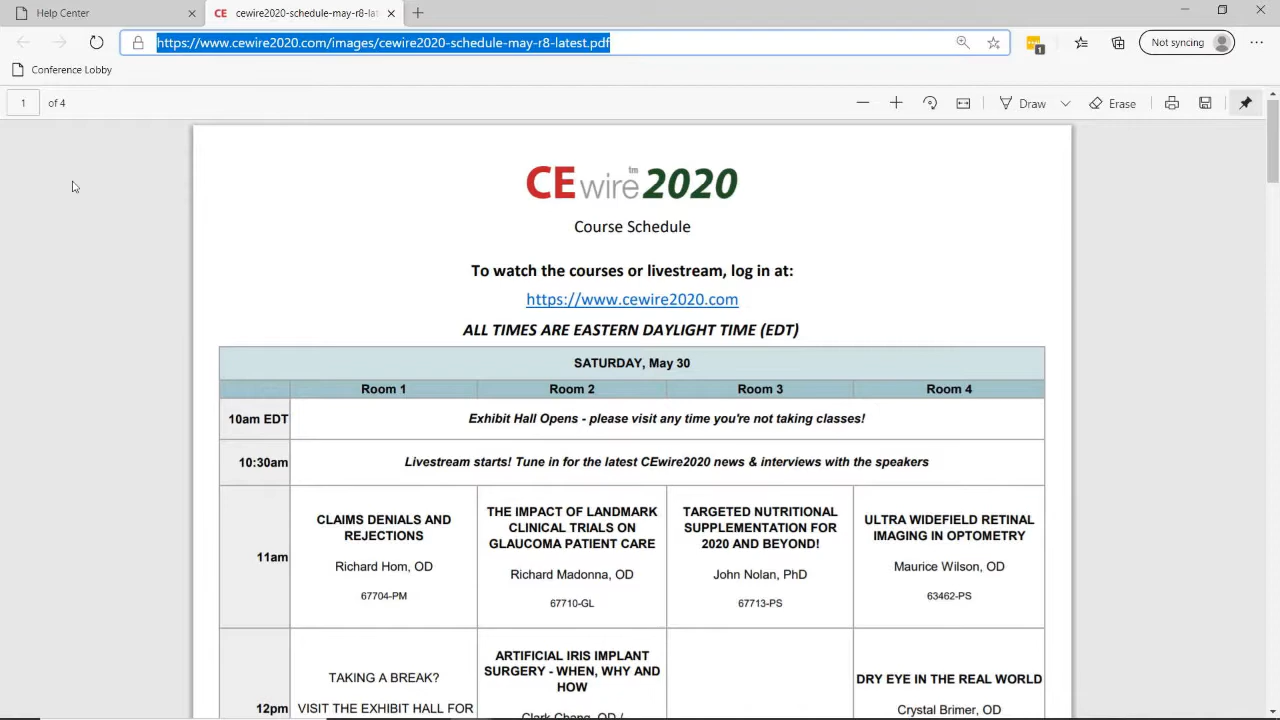 Help Center
CE cewire2020-schedule-may-r8-lat
https://www.cewire2020.com/images/cewire2020-schedule-may-r8-latest.pdf
1
Not syncing
Conference Lobby
1 of 4
Draw
Erase
CEwire™2020
Course Schedule
To watch the courses or livestream, log in at:
https://www.cewire2020.com
ALL TIMES ARE EASTERN DAYLIGHT TIME (EDT)
SATURDAY, May 30
Room 1 Room 2 Room 3 Room 4
10am EDT Exhibit Hall Opens - please visit any time you're not taking classes!
10:30am Livestream starts! Tune in for the latest CEwire2020 news & interviews with the speakers
11am
CLAIMS DENIALS AND
REJECTIONS
Richard Hom, OD
67704-PM
THE IMPACT OF LANDMARK
CLINICAL TRIALS ON
GLAUCOMA PATIENT CARE
Richard Madonna, OD
67710-GL
TARGETED NUTRITIONAL
SUPPLEMENTATION FOR
2020 AND BEYOND!
John Nolan, PhD
67713-PS
ULTRA WIDEFIELD RETINAL
IMAGING IN OPTOMETRY
Maurice Wilson, OD
63462-PS
12pm
TAKING A BREAK?
VISIT THE EXHIBIT HALL FOR
ARTIFICIAL IRIS IMPLANT
SURGERY - WHEN, WHY AND
HOW
Clark Chang, OD /
DRY EYE IN THE REAL WORLD
Crystal Brimer, OD